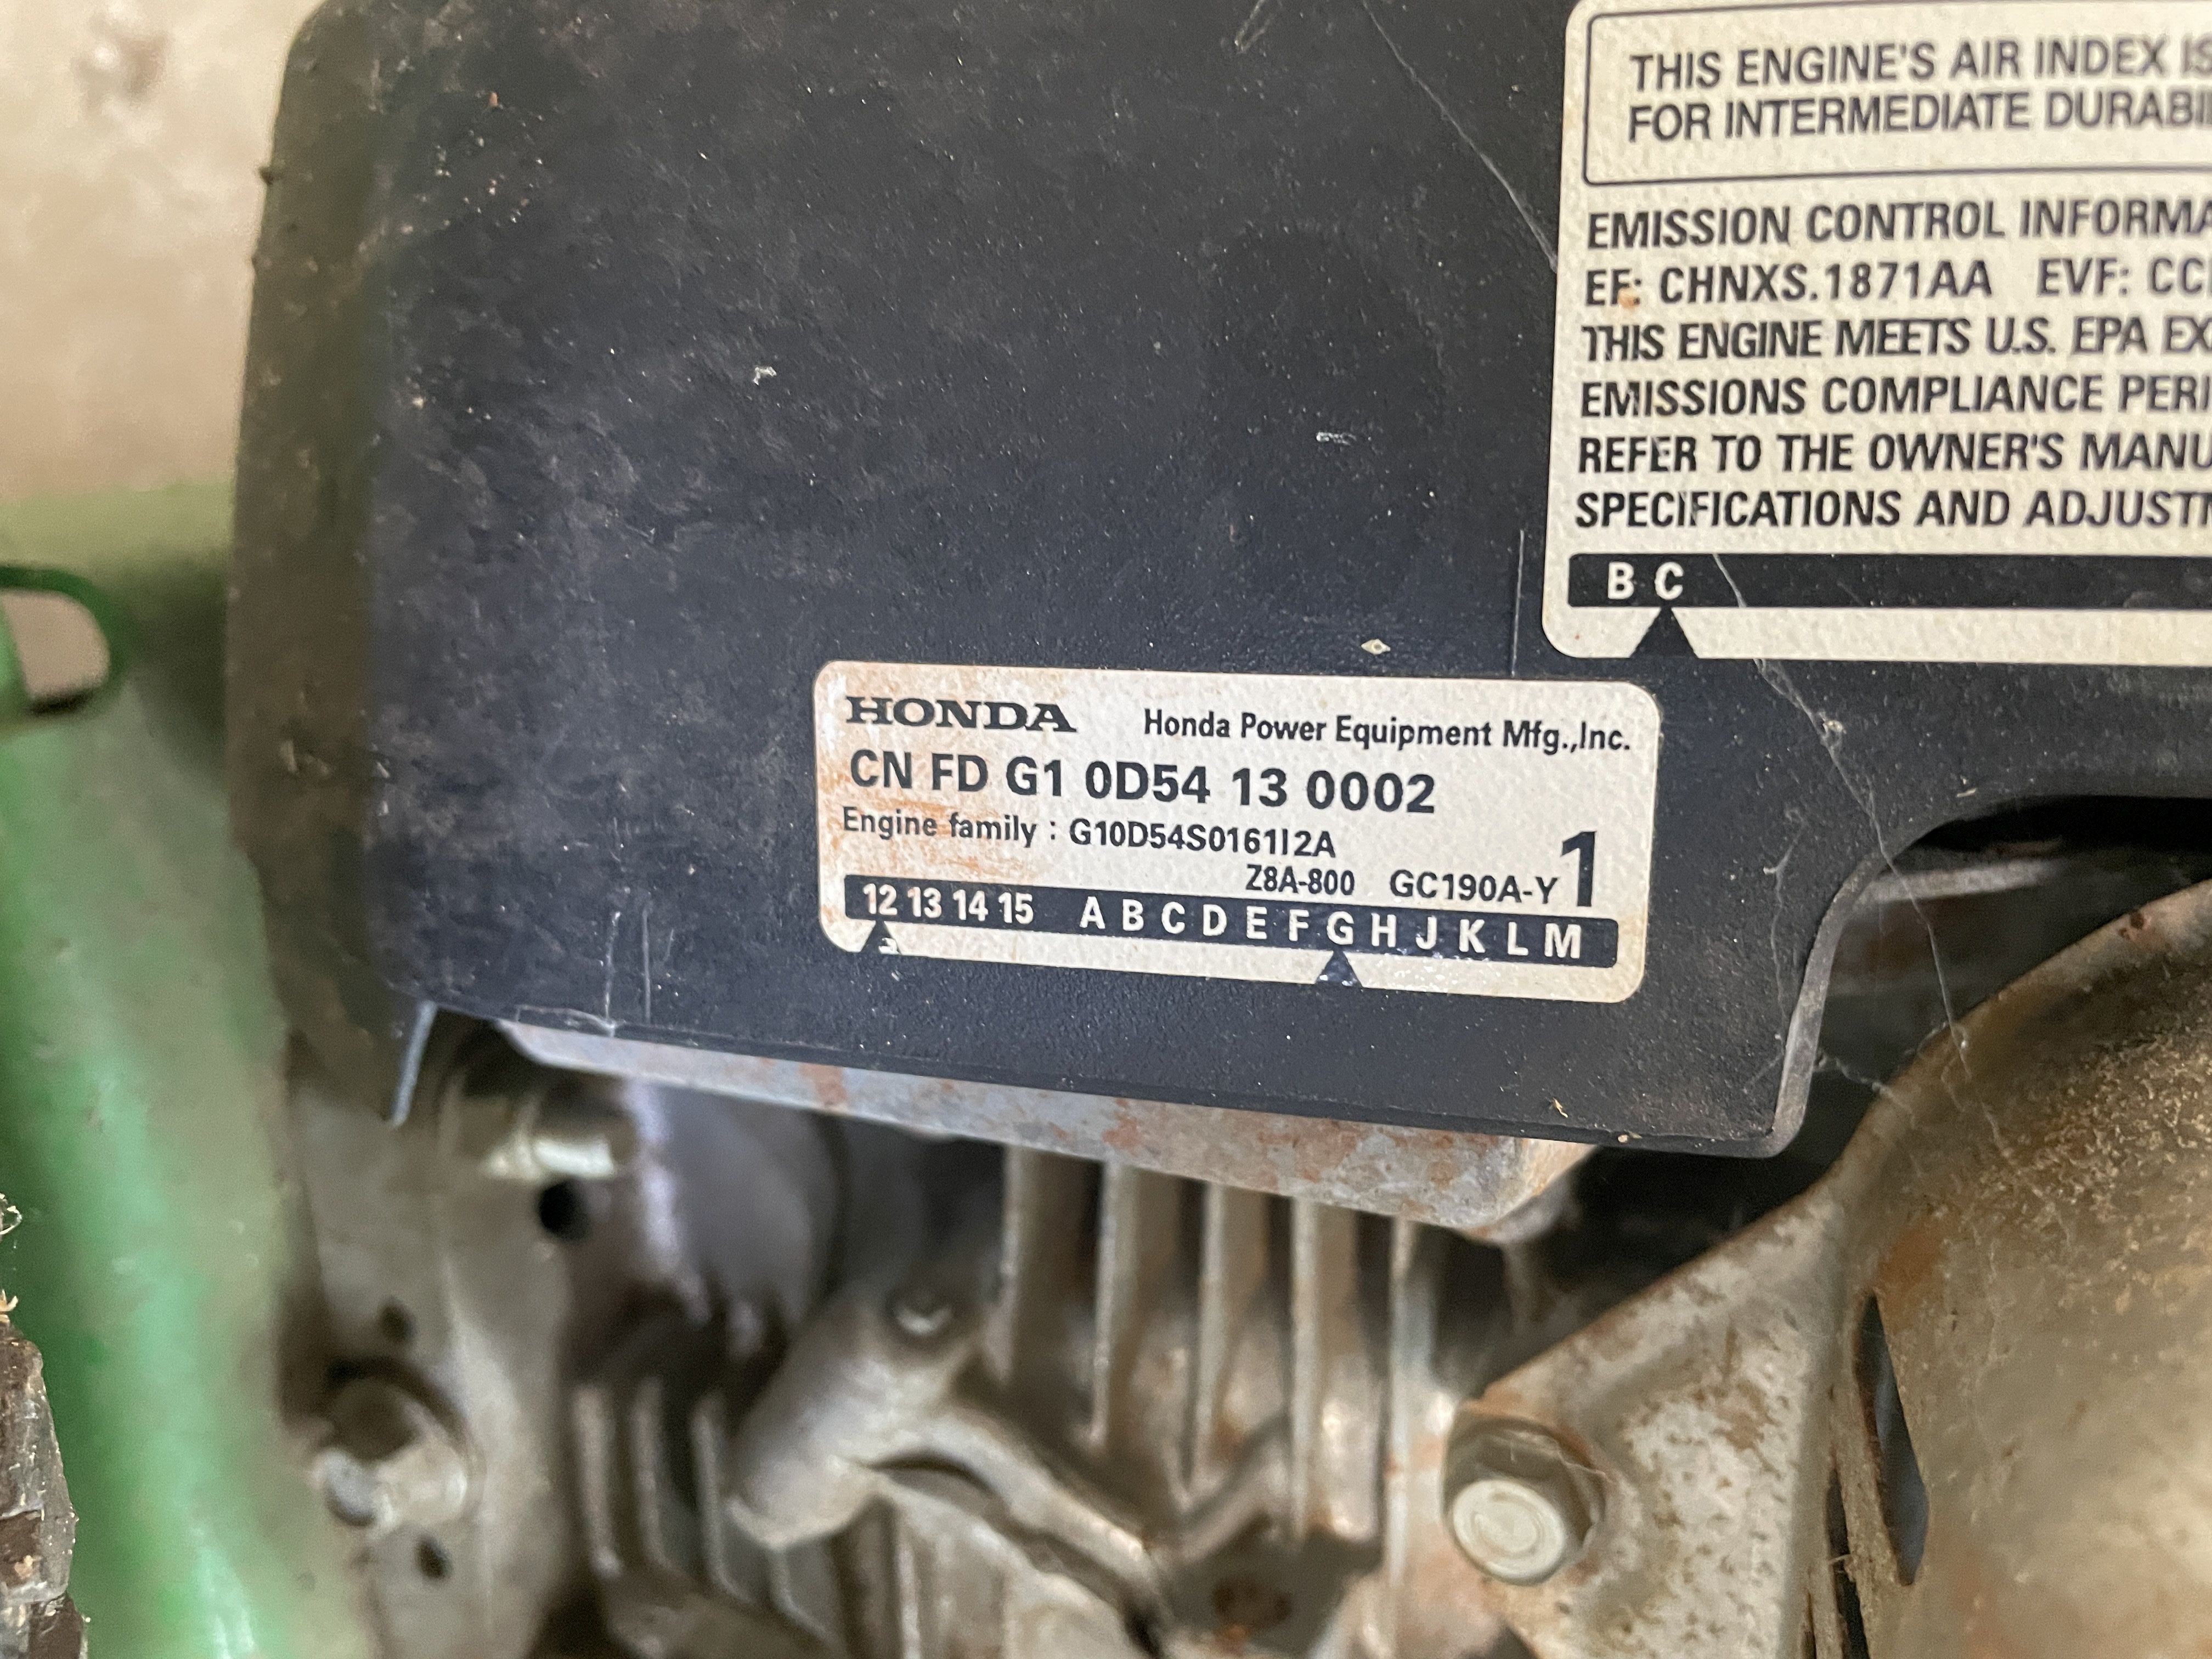 THIS ENGINE'S AIR INDEX
FOR INTERMEDIATE
EMISSION CONTROL
EF: CHNXS.1871AA EVF:
THIS ENGINE MEETS U.S. EPA
EMISSIONS COMPLIANCE
REFER TO THE OWNER'S
SPECIFICATIONS AND
B C
HONDA Honda Power Equipment Mfg.,Inc.
CN FD G1 0D54 13 0002
Engine family : G10D54S0161I2A
Z8A-800 GC190A-Y 1
12 13 14 15 A B C D E F G H J K L M